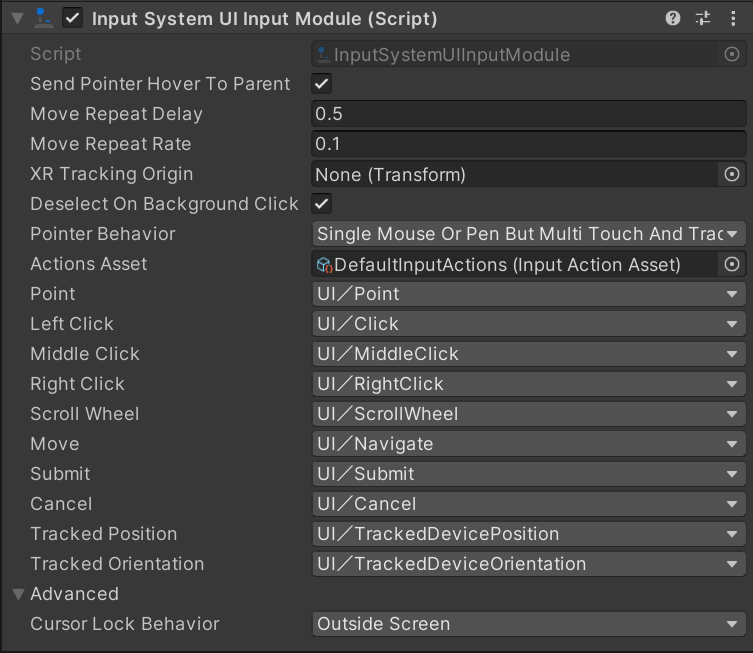 Input System UI Input Module (Script)
Script InputSystemUIInputModule
Send Pointer Hover To Parent
Move Repeat Delay 0.5
Move Repeat Rate 0.1
XR Tracking Origin None (Transform)
Deselect On Background Click
Pointer Behavior Single Mouse Or Pen But Multi Touch And Trac
Actions Asset DefaultInputActions (Input Action Asset)
Point UI/Point
Left Click UI/Click
Middle Click UI/MiddleClick
Right Click UI/RightClick
Scroll Wheel UI/ScrollWheel
Move UI/Navigate
Submit UI/Submit
Cancel UI/Cancel
Tracked Position UI/TrackedDevicePosition
Tracked Orientation UI/TrackedDeviceOrientation
Advanced
Cursor Lock Behavior Outside Screen